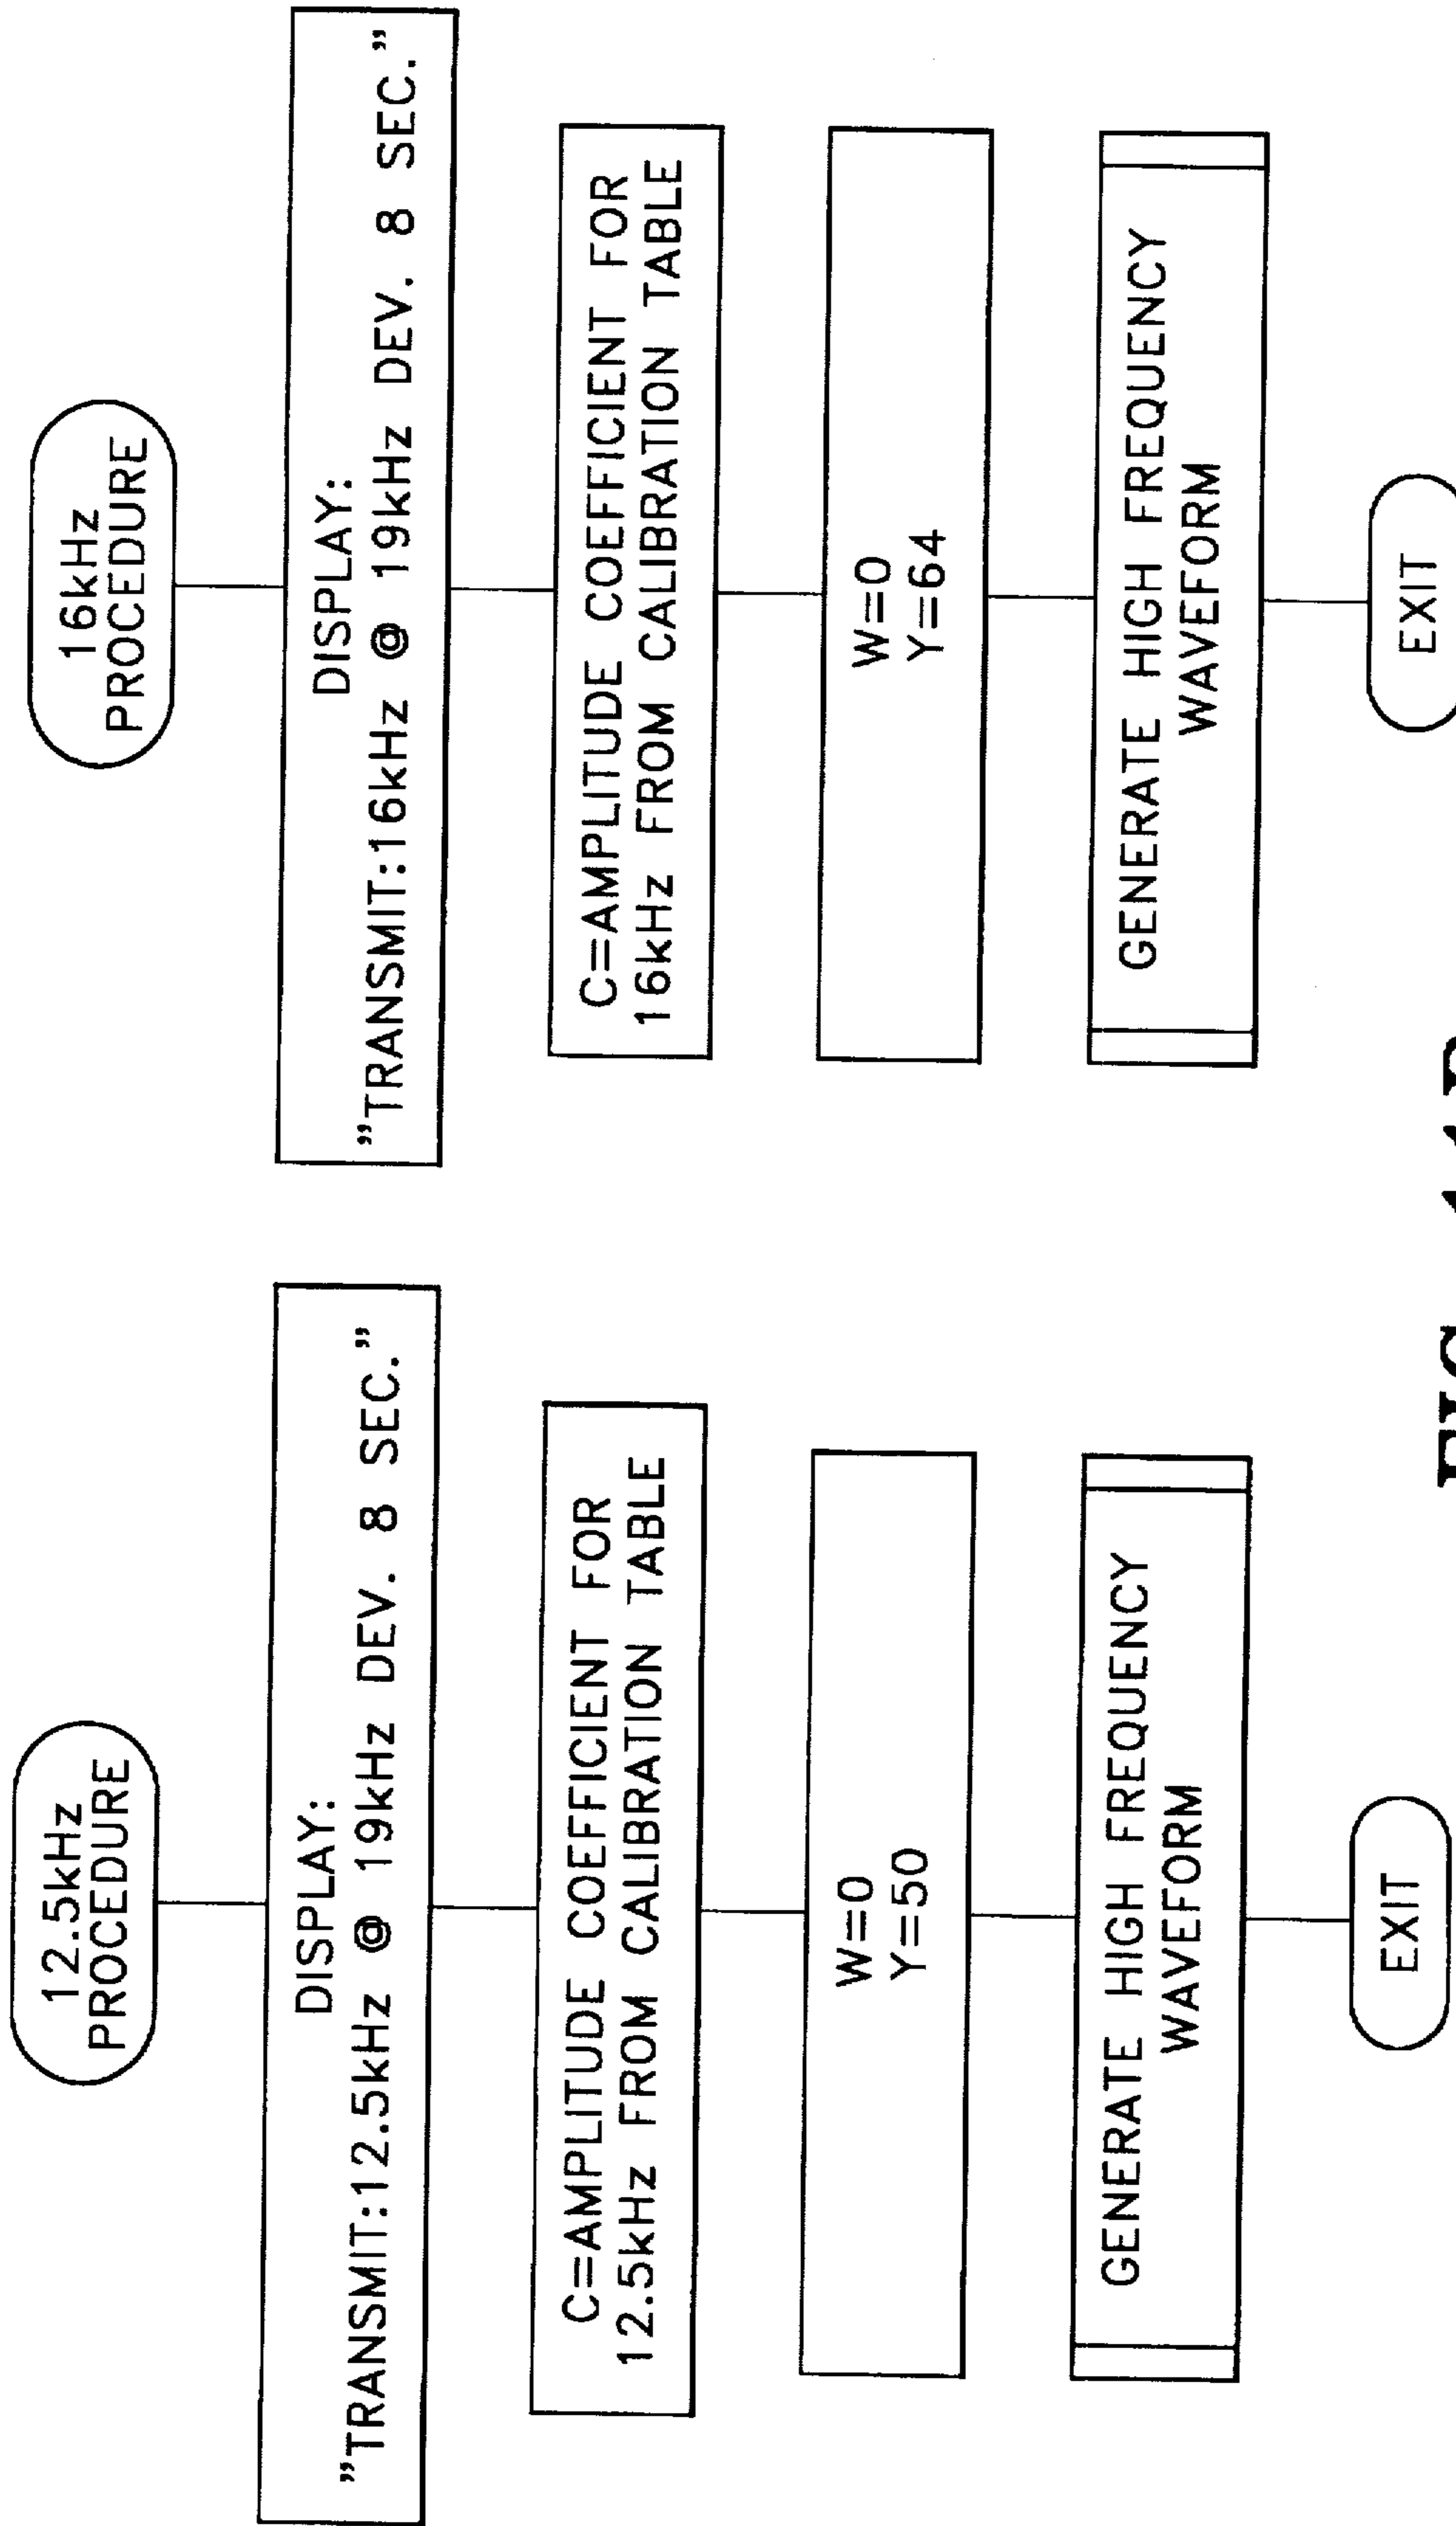 12.5kHz
PROCEDURE
DISPLAY:
"TRANSMIT:12.5kHz @ 19kHz DEV. 8 SEC."
C=AMPLITUDE COEFFICIENT FOR
12.5kHz FROM CALIBRATION TABLE
W=0
Y=50
GENERATE HIGH FREQUENCY
WAVEFORM
EXIT
16kHz
PROCEDURE
DISPLAY:
"TRANSMIT:16kHz @ 19kHz DEV. 8 SEC."
C=AMPLITUDE COEFFICIENT FOR
16kHz FROM CALIBRATION TABLE
W=0
Y=64
GENERATE HIGH FREQUENCY
WAVEFORM
EXIT